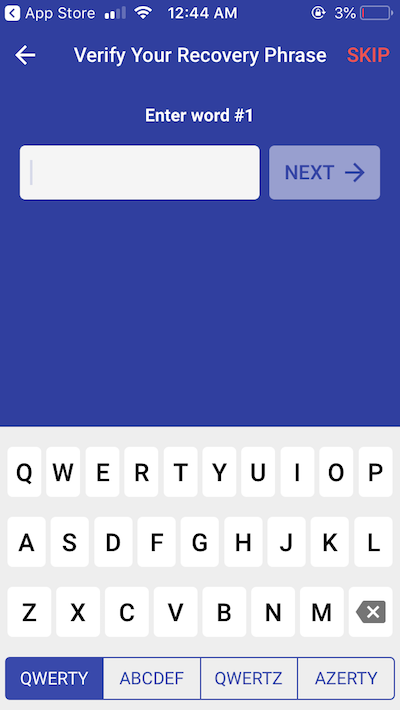 App Store 12:44 AM 3%
Verify Your Recovery Phrase SKIP
Enter word #1
NEXT
Q W E R T Y U I O P
A S D F G H J K L
Z X C V B N M
QWERTY ABCDEF QWERTZ AZERTY